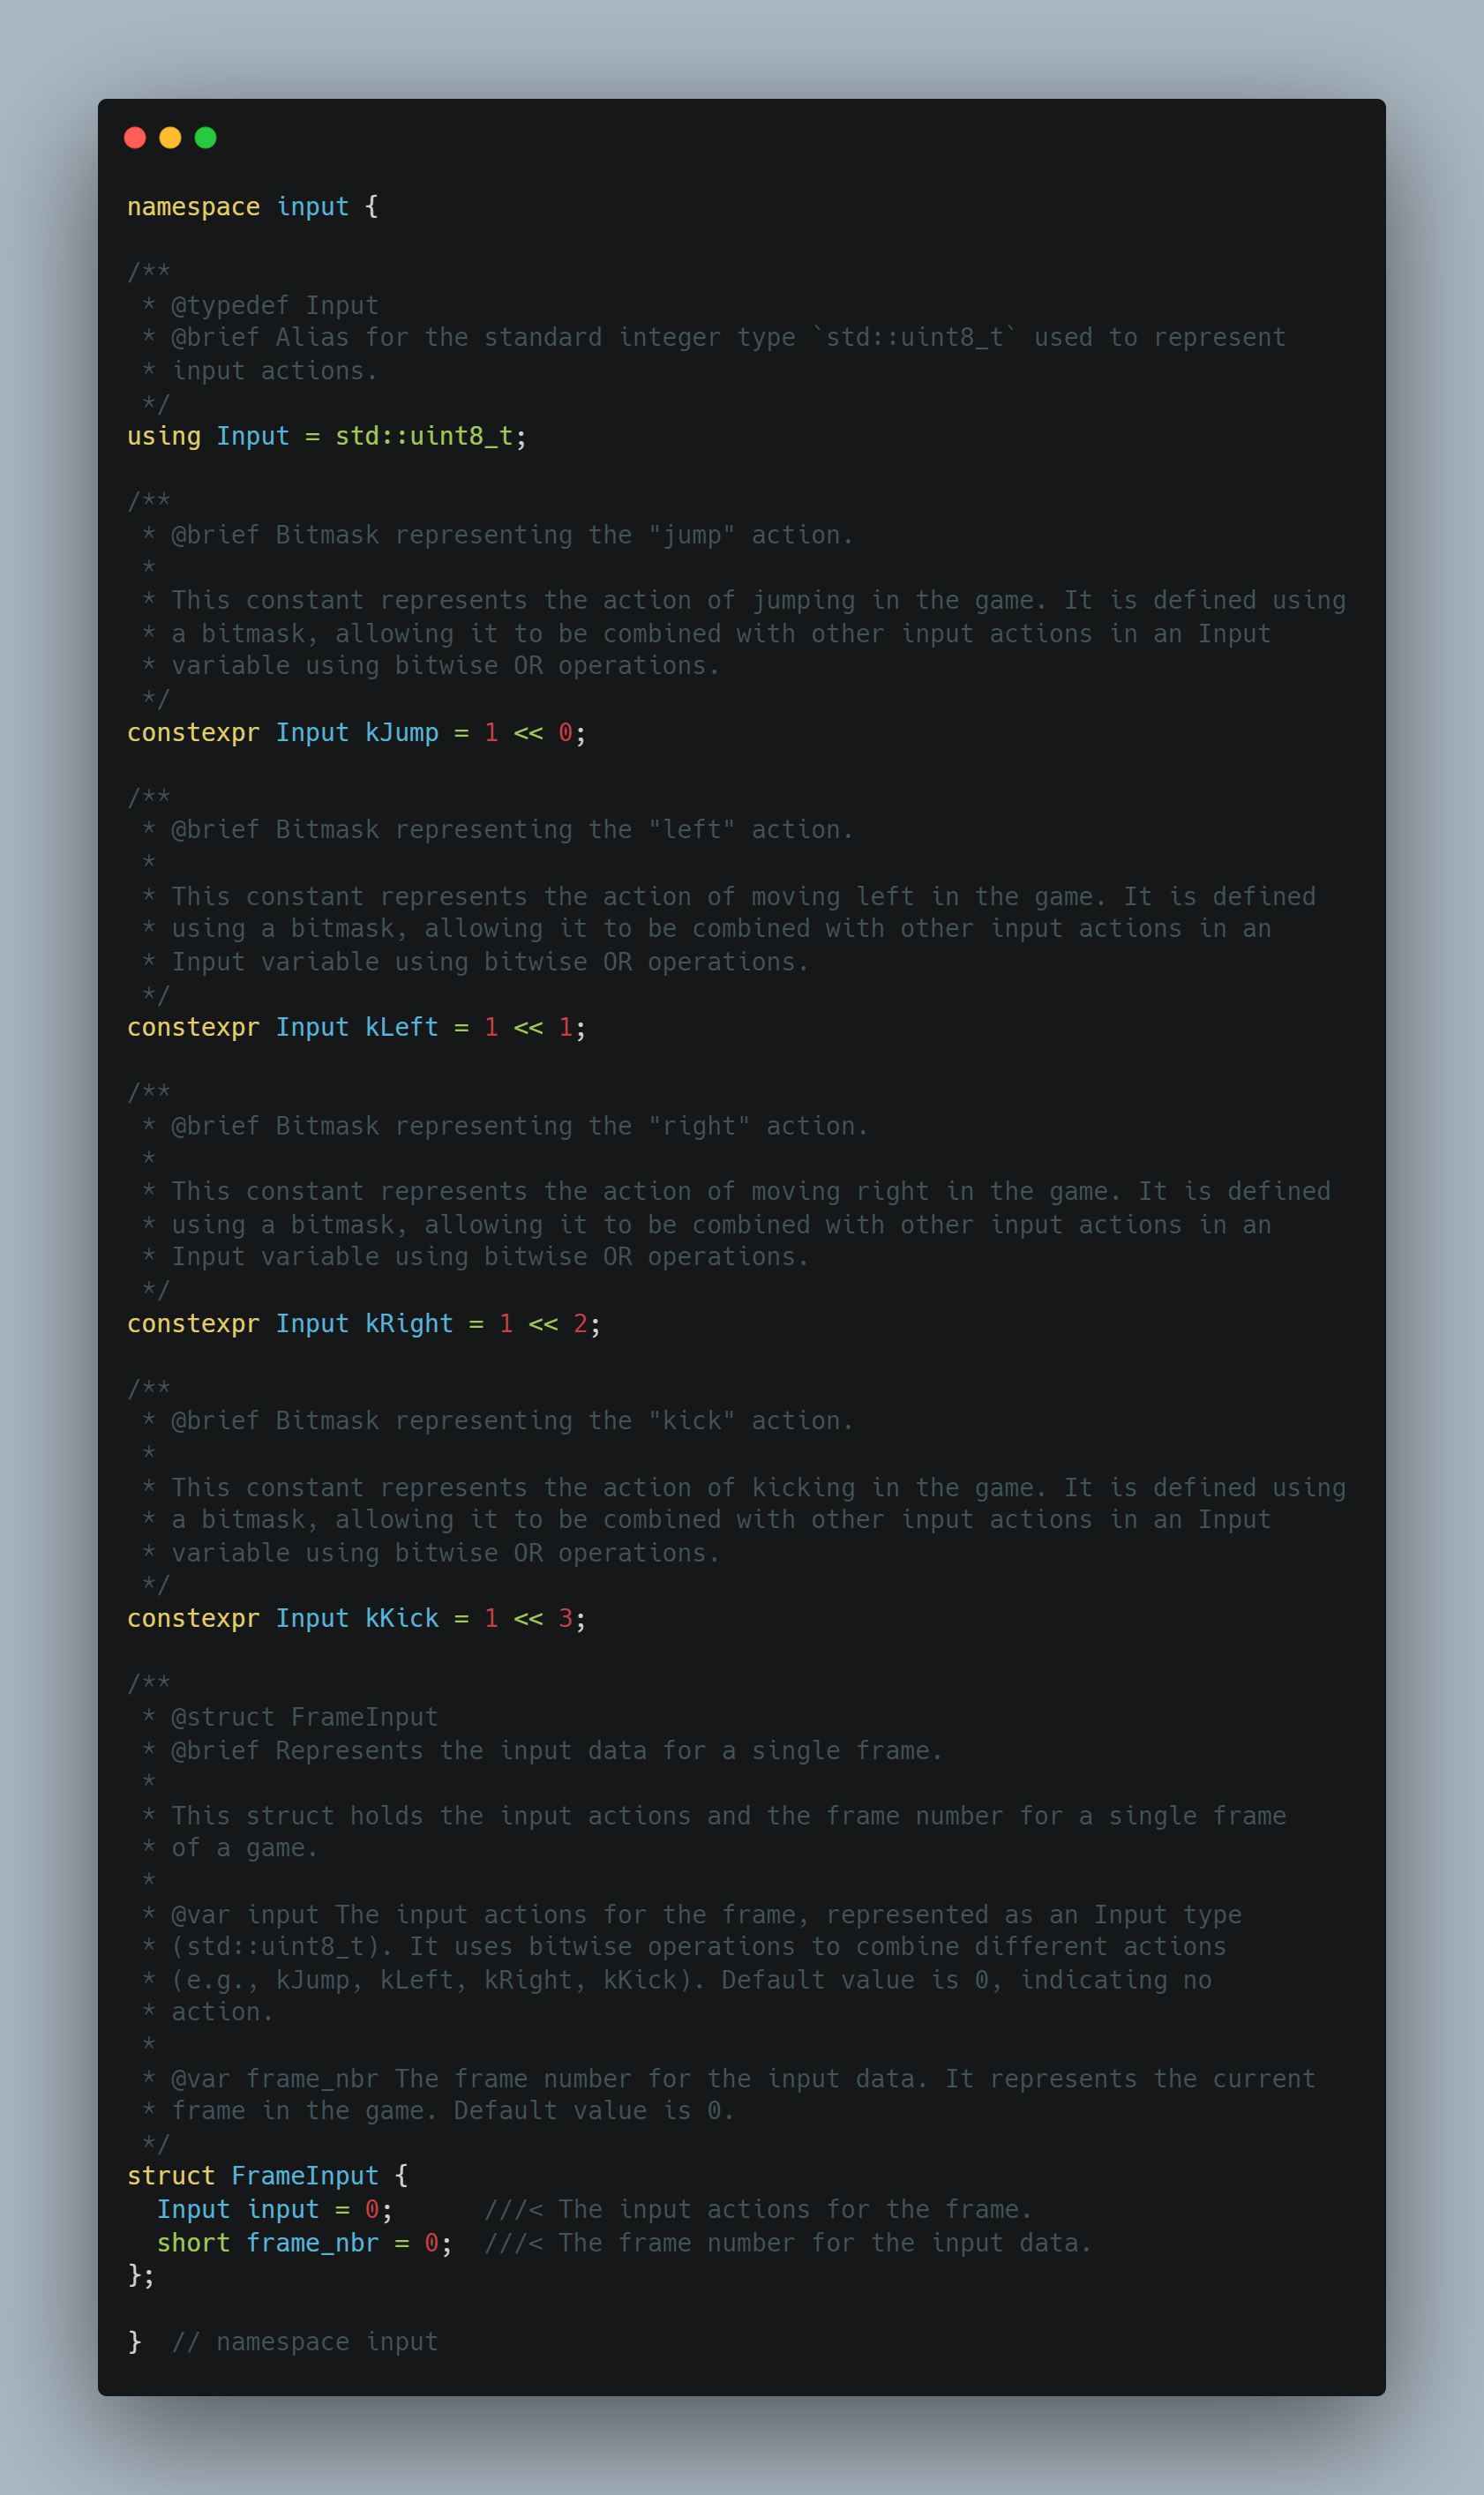 namespace input {

/**
 * @typedef Input
 * @brief Alias for the standard integer type `std::uint8_t` used to represent
 * input actions.
 */
using Input = std::uint8_t;

/**
 * @brief Bitmask representing the "jump" action.
 *
 * This constant represents the action of jumping in the game. It is defined using
 * a bitmask, allowing it to be combined with other input actions in an Input
 * variable using bitwise OR operations.
 */
constexpr Input kJump = 1 << 0;

/**
 * @brief Bitmask representing the "left" action.
 *
 * This constant represents the action of moving left in the game. It is defined
 * using a bitmask, allowing it to be combined with other input actions in an
 * Input variable using bitwise OR operations.
 */
constexpr Input kLeft = 1 << 1;

/**
 * @brief Bitmask representing the "right" action.
 *
 * This constant represents the action of moving right in the game. It is defined
 * using a bitmask, allowing it to be combined with other input actions in an
 * Input variable using bitwise OR operations.
 */
constexpr Input kRight = 1 << 2;

/**
 * @brief Bitmask representing the "kick" action.
 *
 * This constant represents the action of kicking in the game. It is defined using
 * a bitmask, allowing it to be combined with other input actions in an Input
 * variable using bitwise OR operations.
 */
constexpr Input kKick = 1 << 3;

/**
 * @struct FrameInput
 * @brief Represents the input data for a single frame.
 *
 * This struct holds the input actions and the frame number for a single frame
 * of a game.
 *
 * @var input The input actions for the frame, represented as an Input type
 * (std::uint8_t). It uses bitwise operations to combine different actions
 * (e.g., kJump, kLeft, kRight, kKick). Default value is 0, indicating no
 * action.
 *
 * @var frame_nbr The frame number for the input data. It represents the current
 * frame in the game. Default value is 0.
 */
struct FrameInput {
  Input input = 0;      ///< The input actions for the frame.
  short frame_nbr = 0;  ///< The frame number for the input data.
};

}  // namespace input